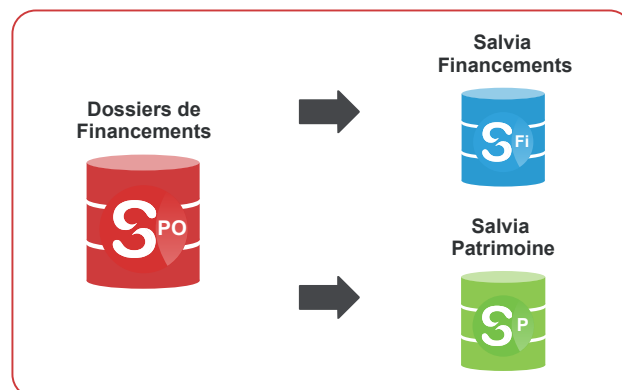 Dossiers de
Financements
S PO
Salvia
Financements
S Fi
Salvia
Patrimoine
S P